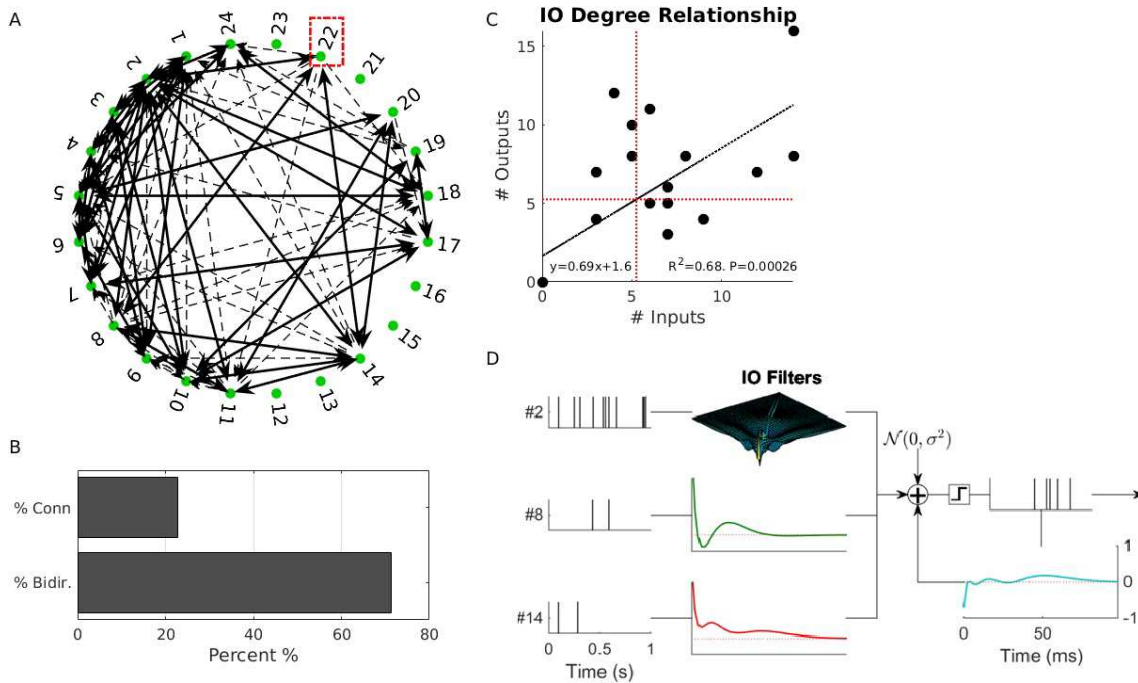 A
24
23
22
21
20
19
18
17
16
15
14
13
12
11
10
9
8
7
6
5
4
3
2
1
B
% Conn
% Bidir.
0
20
40
60
80
Percent %
C
IO Degree Relationship
15
10
5
0
# Outputs
y=0.69x+1.6
R²=0.68. P=0.00026
0
5
10
# Inputs
D
IO Filters
#2
#8
#14
0
0.5
1
Time (s)
𝒩(0, σ²)
1
0
-1
0
50
Time (ms)